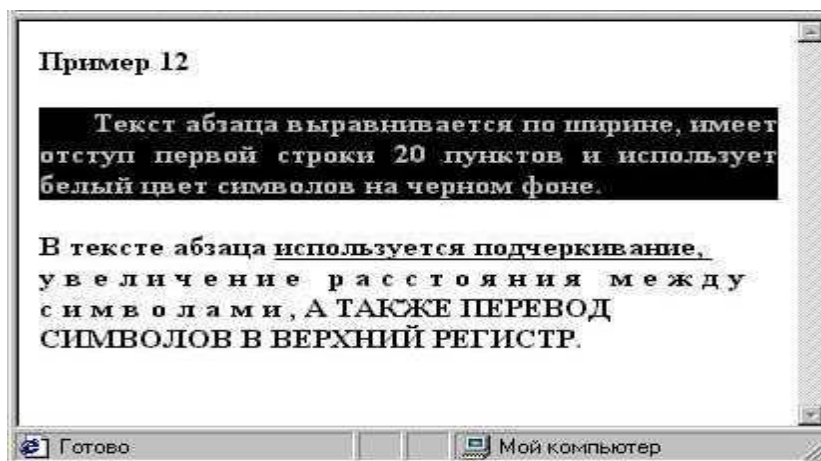 Пример 12
Текст абзаца выравнивается по ширине, имеет
отступ первой строки 20 пунктов и использует
белый цвет символов на черном фоне.
В тексте абзаца используется подчеркивание,
у в е л и ч е н и е р а с с т о я н и я м е ж д у
с и м в о л а м и , А ТАКЖЕ ПЕРЕВОД
СИМВОЛОВ В ВЕРХНИЙ РЕГИСТР.
Готово Мой компьютер